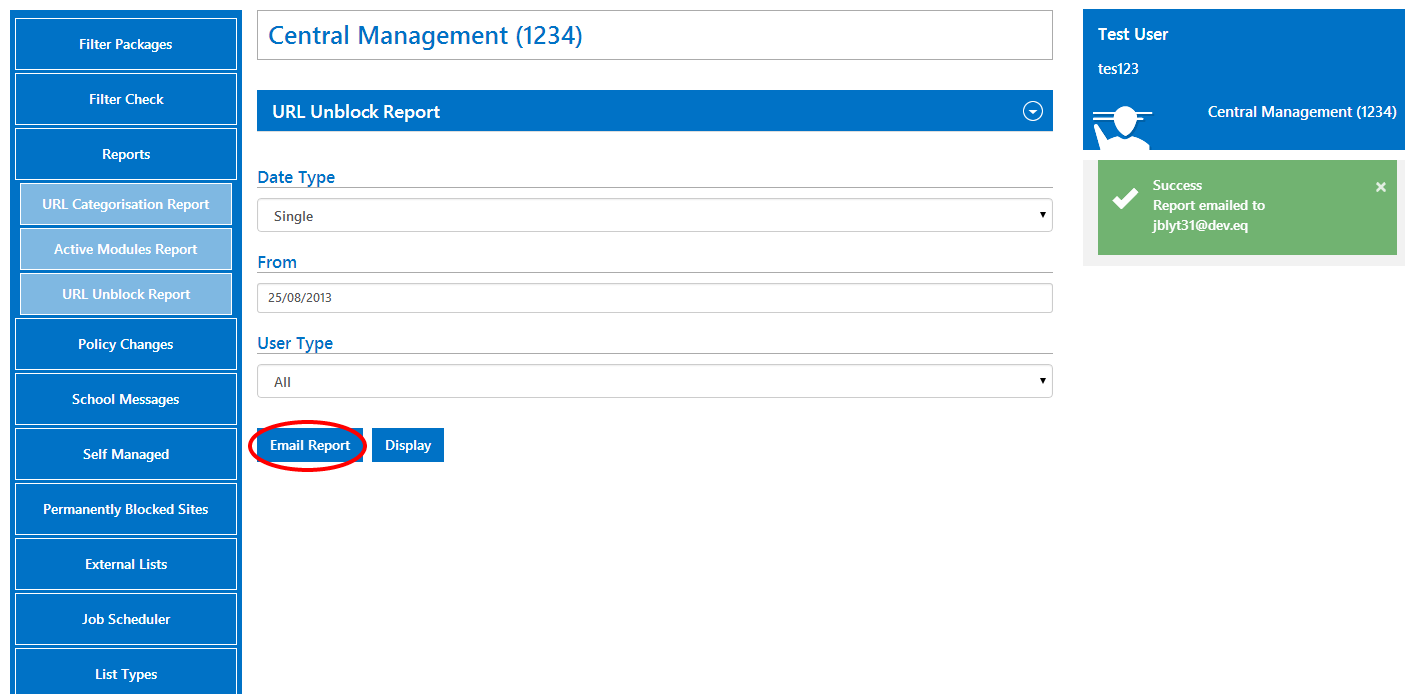 Filter Packages
Filter Check
Reports
URL Categorisation Report
Active Modules Report
URL Unblock Report
Policy Changes
School Messages
Self Managed
Permanently Blocked Sites
External Lists
Job Scheduler
List Types
Central Management (1234)
URL Unblock Report
Date Type
Single
From
25/08/2013
User Type
All
Email Report
Display
Test User
tes123
Central Management (1234)
Success
Report emailed to
jblyt31@dev.eq